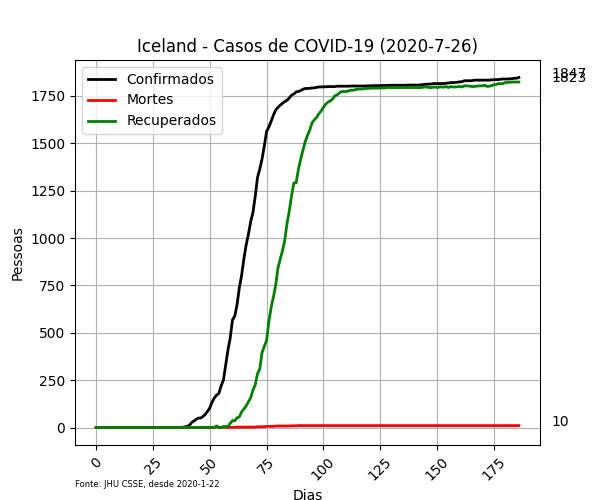 Iceland - Casos de COVID-19 (2020-7-26)
Confirmados
Mortes
Recuperados
1847
1823
10
Pessoas
1750
1500
1250
1000
750
500
250
0
0 25 50 75 100 125 150 175
Fonte: JHU CSSE, desde 2020-1-22
Dias